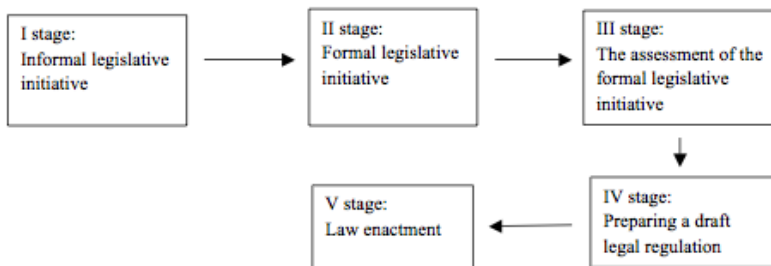 I stage:
Informal legislative
initiative
II stage:
Formal legislative
initiative
III stage:
The assessment of the
formal legislative
initiative
IV stage:
Preparing a draft
legal regulation
V stage:
Law enactment